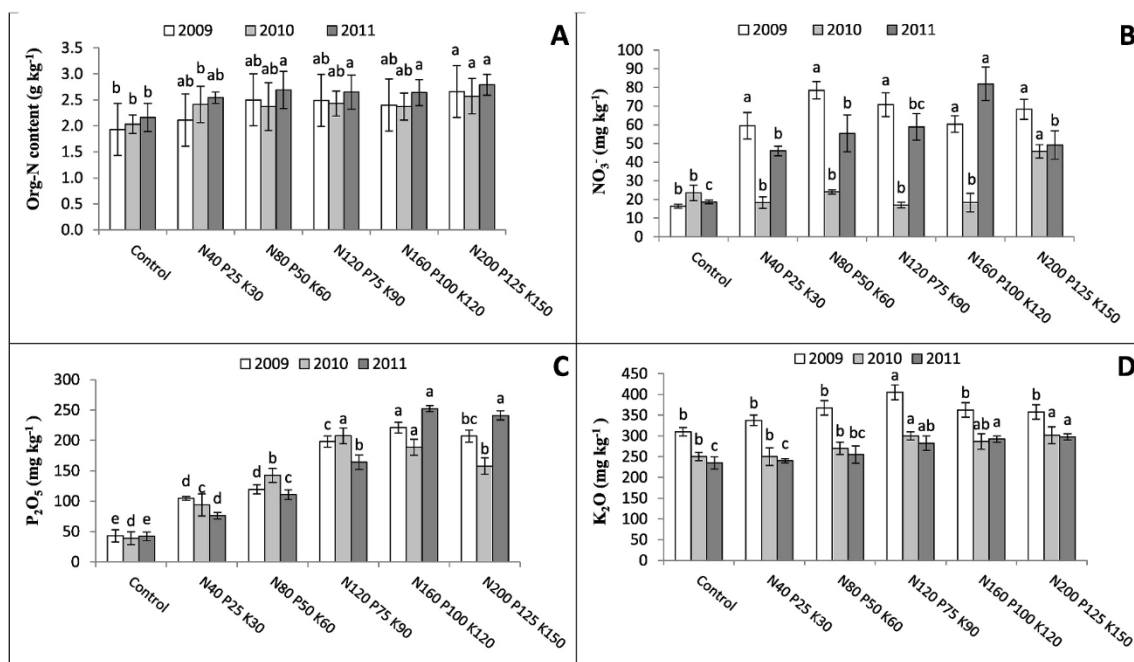 2009 2010 2011
A
Org-N content (g kg⁻¹)
3.5
3.0
2.5
2.0
1.5
1.0
0.5
0.0
b b b
ab b ab
ab ab a
ab ab a
ab ab a
a a a
Control
N40 P25 K30
N80 P50 K60
N120 P75 K90
N160 P100 K120
N200 P125 K150
2009 2010 2011
B
NO₃⁻ (mg kg⁻¹)
100
90
80
70
60
50
40
30
20
10
0
b b c
a b b
a b b
a b bc
a b a
a a b
Control
N40 P25 K30
N80 P50 K60
N120 P75 K90
N160 P100 K120
N200 P125 K150
2009 2010 2011
C
P₂O₅ (mg kg⁻¹)
300
250
200
150
100
50
0
e d e
d c d
d b c
c a b
a a a
bc b a
Control
N40 P25 K30
N80 P50 K60
N120 P75 K90
N160 P100 K120
N200 P125 K150
2009 2010 2011
D
K₂O (mg kg⁻¹)
450
400
350
300
250
200
150
100
50
0
b b c
b b c
b b bc
a a ab
b ab a
b a a
Control
N40 P25 K30
N80 P50 K60
N120 P75 K90
N160 P100 K120
N200 P125 K150